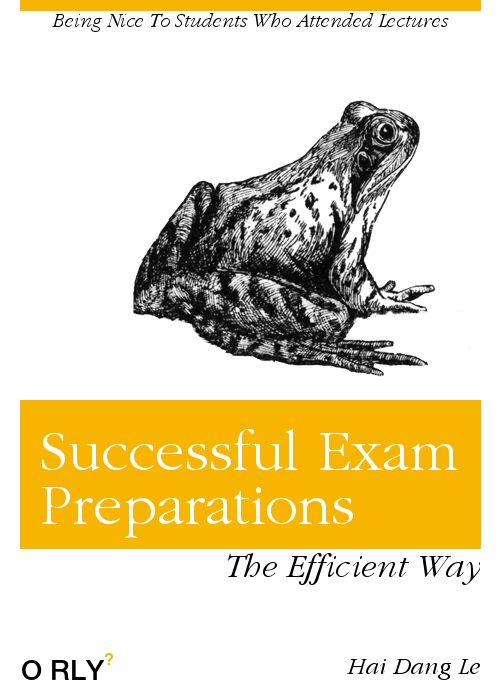 Being Nice To Students Who Attended Lectures
Successful Exam
Preparations
The Efficient Way
O RLY?
Hai Dang Le